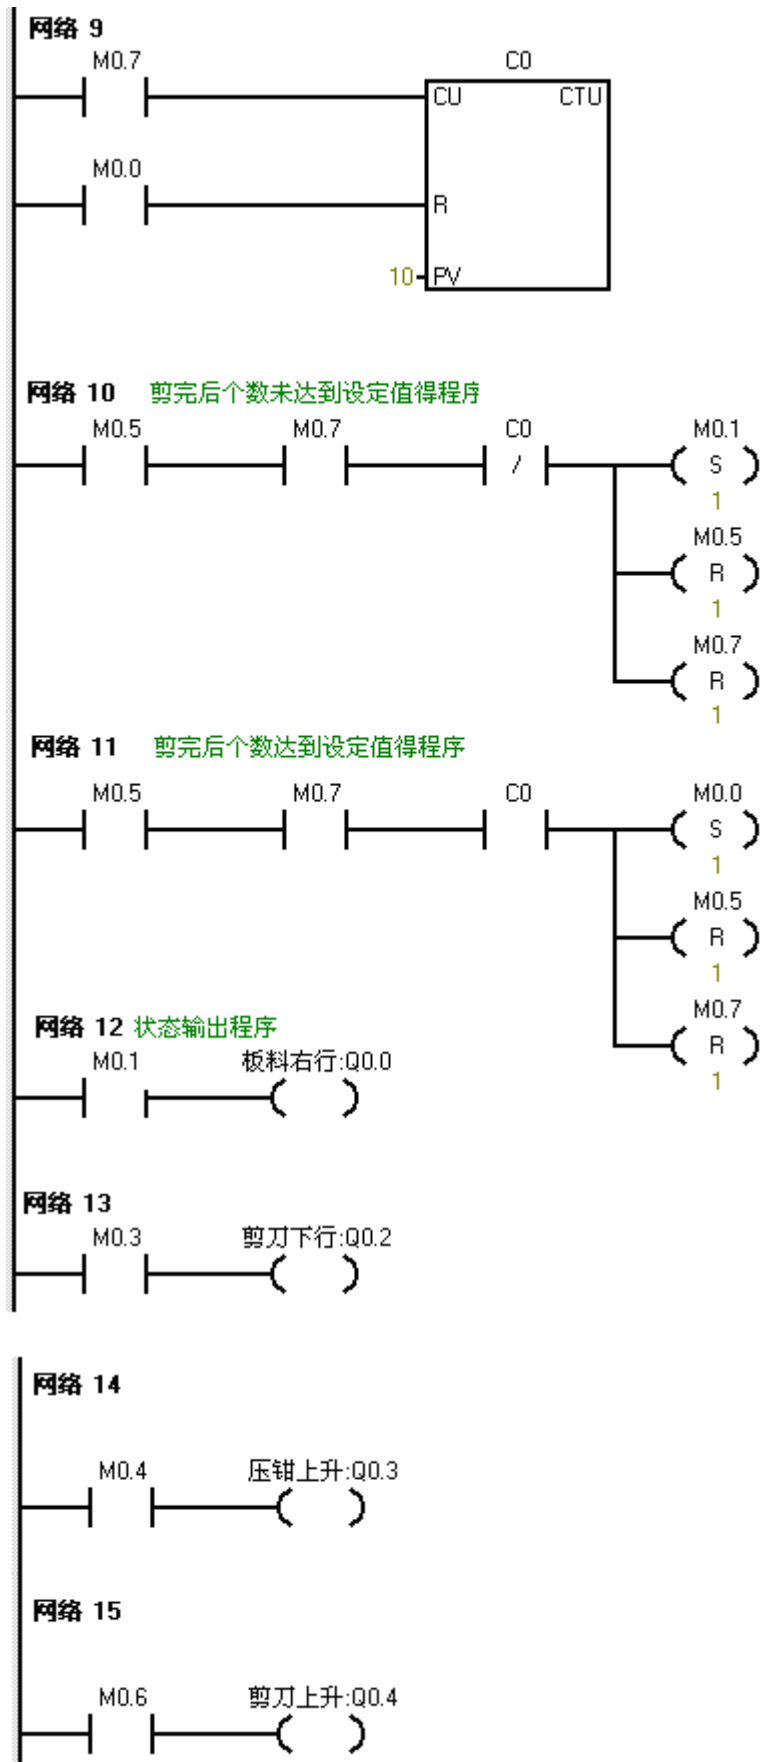 网络 9
M0.7 C0
CU CTU
M0.0
R
10 PV
网络 10 剪完后个数未达到设定值得程序
M0.5 M0.7 C0 M0.1
/ S
1
M0.5
R
1
M0.7
R
1
网络 11 剪完后个数达到设定值得程序
M0.5 M0.7 C0 M0.0
S
1
M0.5
R
1
网络 12 状态输出程序
M0.7
M0.1 板料右行:Q0.0
R
1
网络 13
M0.3 剪刀下行:Q0.2
网络 14
M0.4 压钳上升:Q0.3
网络 15
M0.6 剪刀上升:Q0.4